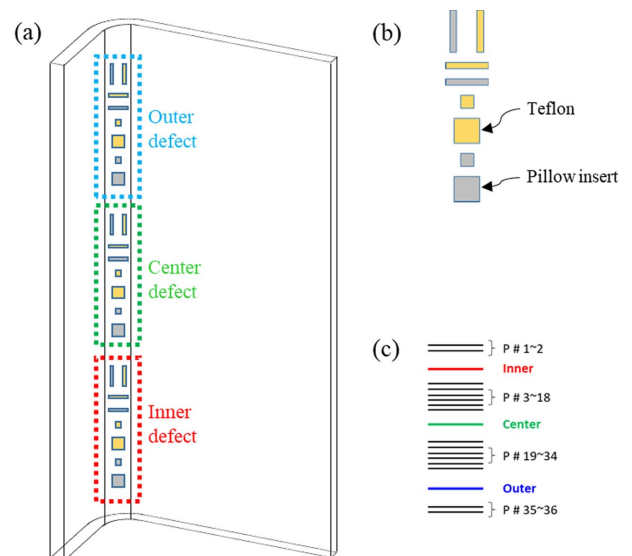 (a)
Outer
defect
Center
defect
Inner
defect
(b)
Teflon
Pillow insert
(c)
P # 1~2
Inner
P # 3~18
Center
P # 19~34
Outer
P # 35~36